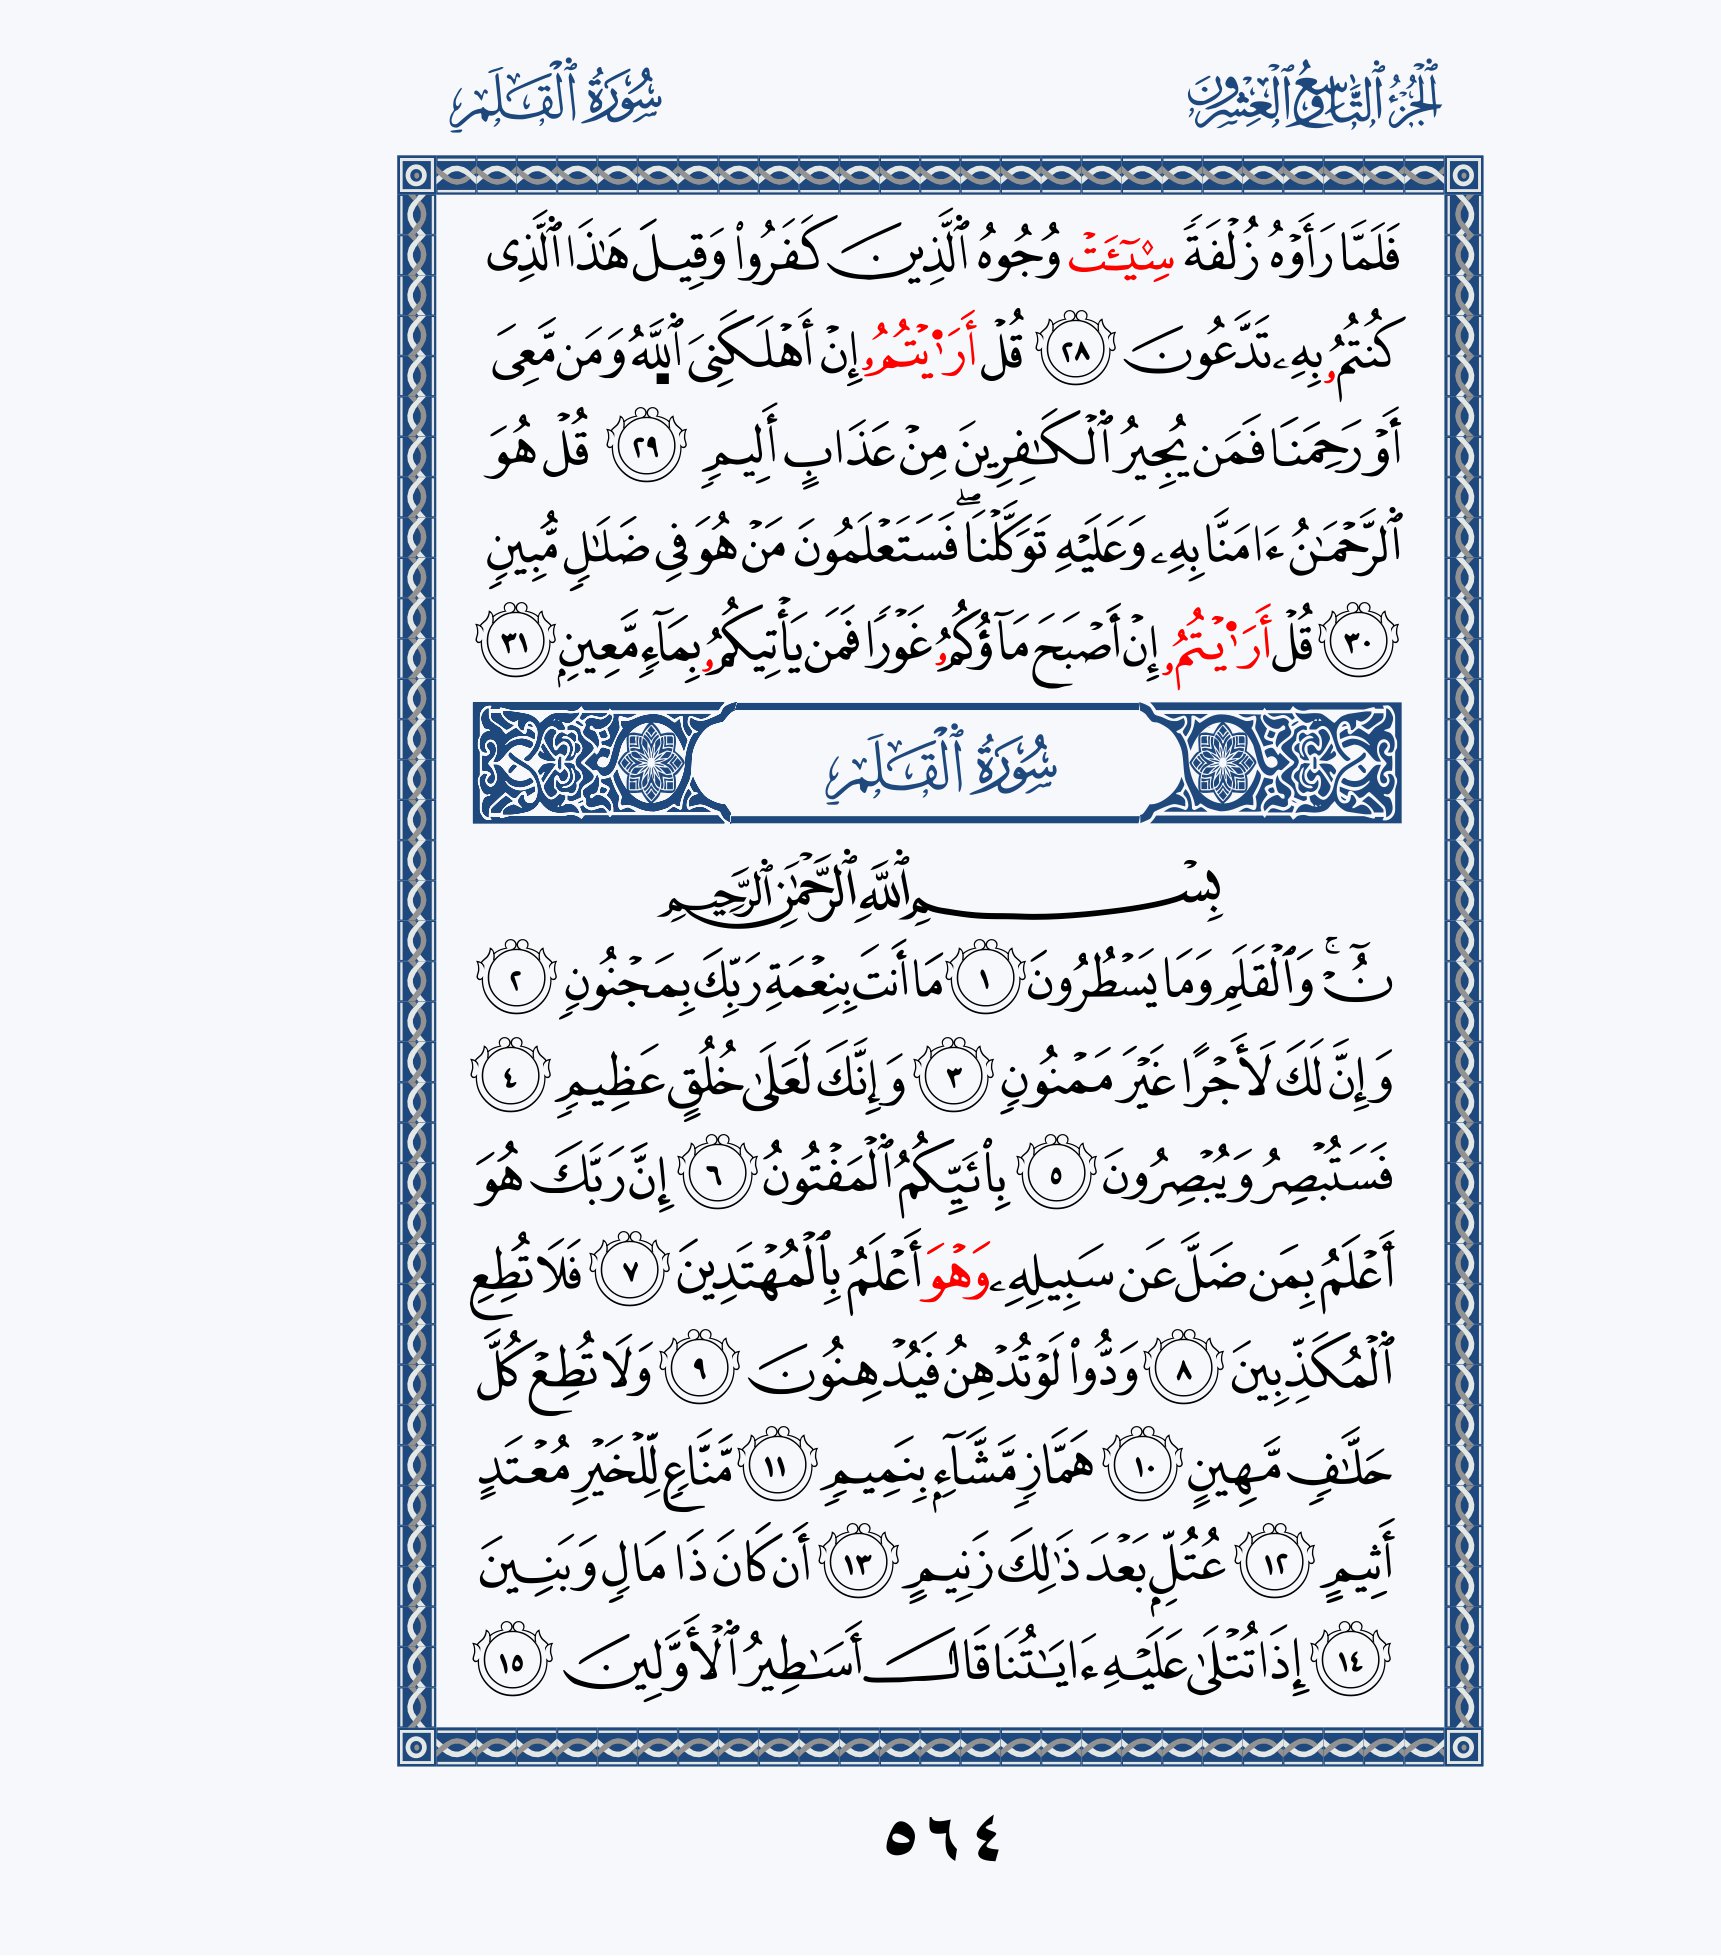 ٱلۡجُزۡءُ ٱلتَّاسِعُ وَٱلۡعِشۡرُونَ
سُورَةُ ٱلۡقَلَمِ
فَلَمَّا رَأَوۡهُ زُلۡفَةٗ سِيٓـَٔتۡ وُجُوهُ ٱلَّذِينَ كَفَرُواْ وَقِيلَ هَٰذَا ٱلَّذِي
كُنتُمُۥ بِهِۦ تَدَّعُونَ ٢٨ قُلۡ أَرَٰٓيۡتُمُۥ إِنۡ أَهۡلَكَنِيَ ٱللَّهُ وَمَن مَّعِيَ
أَوۡ رَحِمَنَا فَمَن يُجِيرُ ٱلۡكَٰفِرِينَ مِنۡ عَذَابٍ أَلِيمٖ ٢٩ قُلۡ هُوَ
ٱلرَّحۡمَٰنُ ءَامَنَّا بِهِۦ وَعَلَيۡهِ تَوَكَّلۡنَاۖ فَسَتَعۡلَمُونَ مَنۡ هُوَ فِي ضَلَٰلٖ مُّبِينٖ
٣٠ قُلۡ أَرَٰيۡتُمُۥ إِنۡ أَصۡبَحَ مَآؤُكُمُۥ غَوۡرٗا فَمَن يَأۡتِيكُمُۥ بِمَآءٖ مَّعِينِۭ ٣١
سُورَةُ ٱلۡقَلَمِ
بِسۡمِ ٱللَّهِ ٱلرَّحۡمَٰنِ ٱلرَّحِيمِ
نٓۚ وَٱلۡقَلَمِ وَمَا يَسۡطُرُونَ ١ مَا أَنتَ بِنِعۡمَةِ رَبِّكَ بِمَجۡنُونٖ ٢
وَإِنَّ لَكَ لَأَجۡرًا غَيۡرَ مَمۡنُونٖ ٣ وَإِنَّكَ لَعَلَىٰ خُلُقٍ عَظِيمٖ ٤
فَسَتُبۡصِرُ وَيُبۡصِرُونَ ٥ بِأَييِّكُمُ ٱلۡمَفۡتُونُ ٦ إِنَّ رَبَّكَ هُوَ
أَعۡلَمُ بِمَن ضَلَّ عَن سَبِيلِهِۦ وَهۡوَ أَعۡلَمُ بِٱلۡمُهۡتَدِينَ ٧ فَلَا تُطِعِ
ٱلۡمُكَذِّبِينَ ٨ وَدُّواْ لَوۡ تُدۡهِنُ فَيُدۡهِنُونَ ٩ وَلَا تُطِعۡ كُلَّ
حَلَّافٖ مَّهِينٍ ١٠ هَمَّازٖ مَّشَّآءِۭ بِنَمِيمٖ ١١ مَّنَّاعٖ لِّلۡخَيۡرِ مُعۡتَدٍ
أَثِيمٍ ١٢ عُتُلِّۭ بَعۡدَ ذَٰلِكَ زَنِيمٍ ١٣ أَن كَانَ ذَا مَالٖ وَبَنِينَ
١٤ إِذَا تُتۡلَىٰ عَلَيۡهِ ءَايَٰتُنَا قَالَ أَسَٰطِيرُ ٱلۡأَوَّلِينَ ١٥
٥٦٤